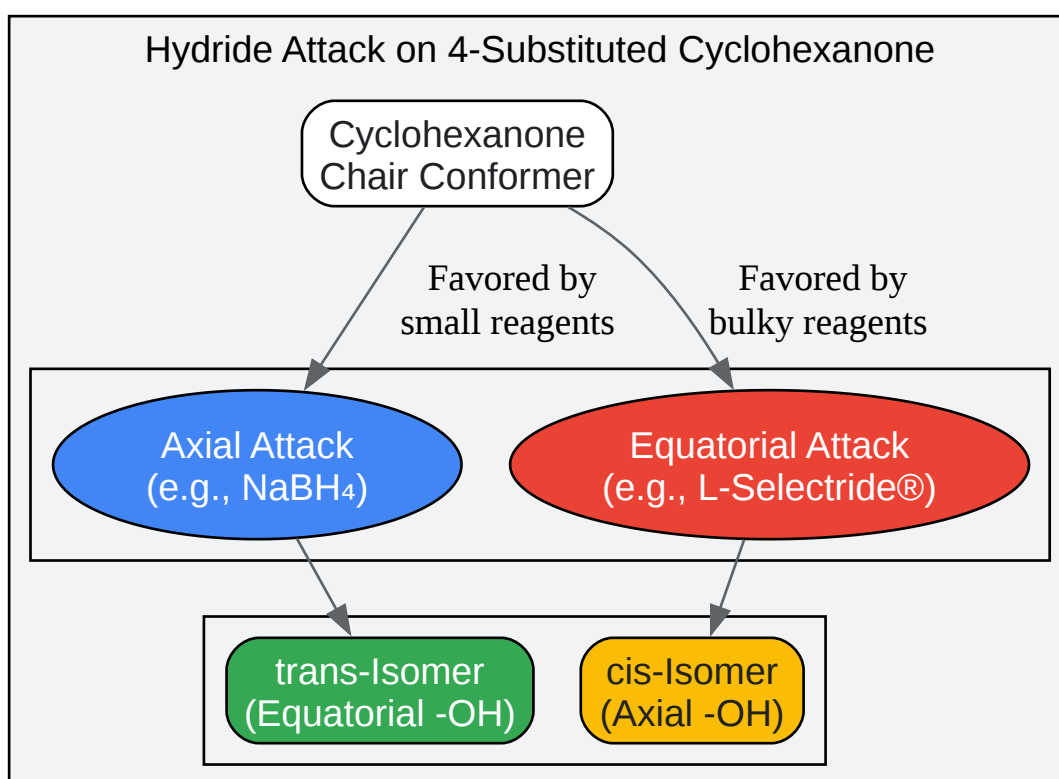 Hydride Attack on 4-Substituted Cyclohexanone
Cyclohexanone
Chair Conformer
Favored by
small reagents
Favored by
bulky reagents
Axial Attack
(e.g., NaBH₄)
Equatorial Attack
(e.g., L-Selectride®)
trans-Isomer
(Equatorial -OH)
cis-Isomer
(Axial -OH)